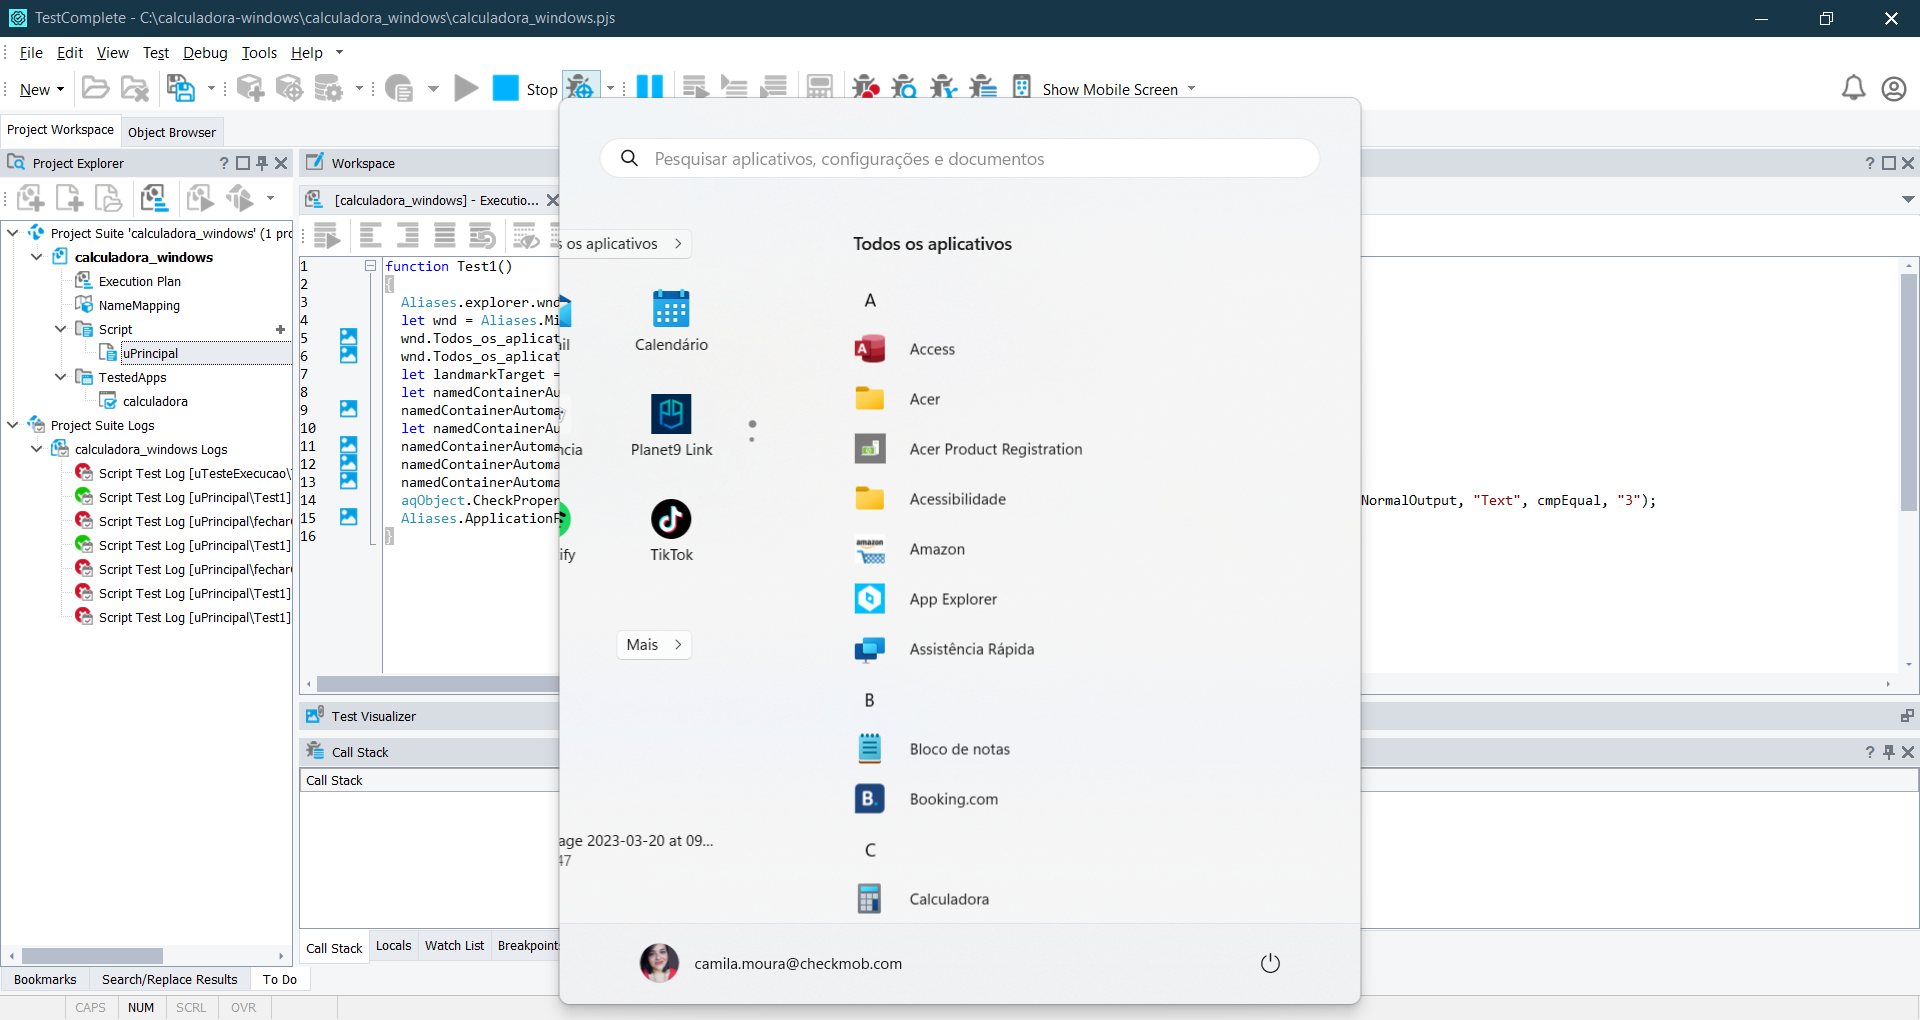 TestComplete - C:\calculadora-windows\calculadora_windows\calculadora_windows.pjs
File Edit View Test Debug Tools Help
New Stop Show Mobile Screen
Project Workspace Object Browser
Project Explorer ?
Workspace ?
[calculadora_windows] - Executio...
Project Suite 'calculadora_windows' (1 pro
calculadora_windows
Execution Plan
NameMapping
Script
uPrincipal
TestedApps
calculadora
Project Suite Logs
calculadora_windows Logs
Script Test Log [uTesteExecucao\
Script Test Log [uPrincipal\Test1]
Script Test Log [uPrincipal\fechar
Script Test Log [uPrincipal\Test1]
Script Test Log [uPrincipal\fechar
Script Test Log [uPrincipal\Test1]
Script Test Log [uPrincipal\Test1]
1 function Test1()
2 {
3 Aliases.explorer.wnd
4 let wnd = Aliases.Mi
5 wnd.Todos_os_aplicat
6 wnd.Todos_os_aplicat
7 let landmarkTarget =
8 let namedContainerAu
9 namedContainerAutoma
10 let namedContainerAu
11 namedContainerAutoma
12 namedContainerAutoma
13 namedContainerAutoma
14 aqObject.CheckProper NormalOutput, "Text", cmpEqual, "3");
15 Aliases.ApplicationF
16 }
Test Visualizer
Call Stack ?
Call Stack
Call Stack Locals Watch List Breakpoint
Bookmarks Search/Replace Results To Do
CAPS NUM SCRL OVR
Pesquisar aplicativos, configurações e documentos
s os aplicativos >
Calendário
Planet9 Link
ncia
TikTok
ify
Mais >
age 2023-03-20 at 09...
47
Todos os aplicativos
A
Access
Acer
Acer Product Registration
Acessibilidade
amazon
Amazon
App Explorer
Assistência Rápida
B
Bloco de notas
B.
Booking.com
C
Calculadora
camila.moura@checkmob.com